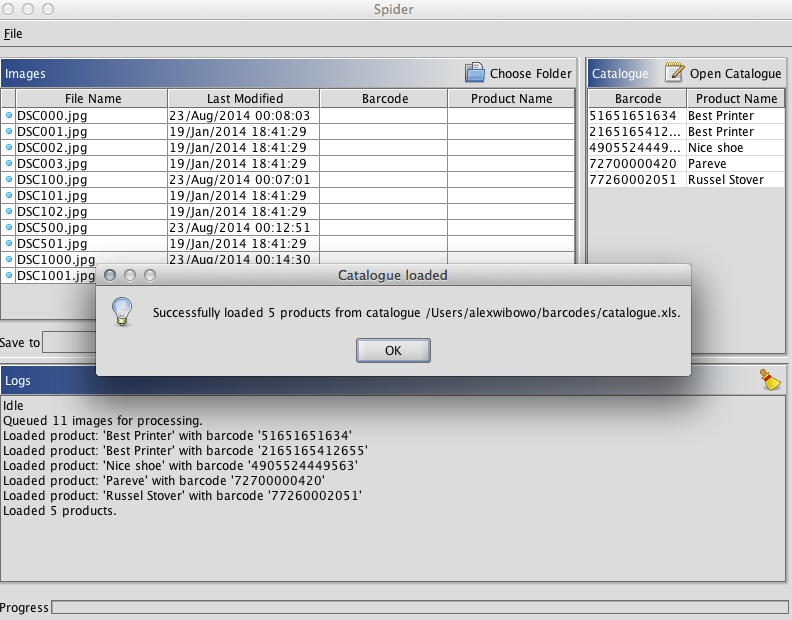 Spider
File
Images Choose Folder Catalogue Open Catalogue
File Name Last Modified Barcode Product Name Barcode Product Name
DSC000.jpg 23/Aug/2014 00:08:03 51651651634 Best Printer
DSC001.jpg 19/Jan/2014 18:41:29 2165165412... Best Printer
DSC002.jpg 19/Jan/2014 18:41:29 4905524449... Nice shoe
DSC003.jpg 19/Jan/2014 18:41:29 72700000420 Pareve
DSC100.jpg 23/Aug/2014 00:07:01 77260002051 Russel Stover
DSC101.jpg 19/Jan/2014 18:41:29
DSC102.jpg 19/Jan/2014 18:41:29
DSC500.jpg 23/Aug/2014 00:12:51
DSC501.jpg 19/Jan/2014 18:41:29
DSC1000.jpg 23/Aug/2014 00:14:30
DSC1001.jpg
Catalogue loaded
Successfully loaded 5 products from catalogue /Users/alexwibowo/barcodes/catalogue.xls.
OK
Save to
Logs
Idle
Queued 11 images for processing.
Loaded product: 'Best Printer' with barcode '51651651634'
Loaded product: 'Best Printer' with barcode '2165165412655'
Loaded product: 'Nice shoe' with barcode '4905524449563'
Loaded product: 'Pareve' with barcode '72700000420'
Loaded product: 'Russel Stover' with barcode '77260002051'
Loaded 5 products.
Progress